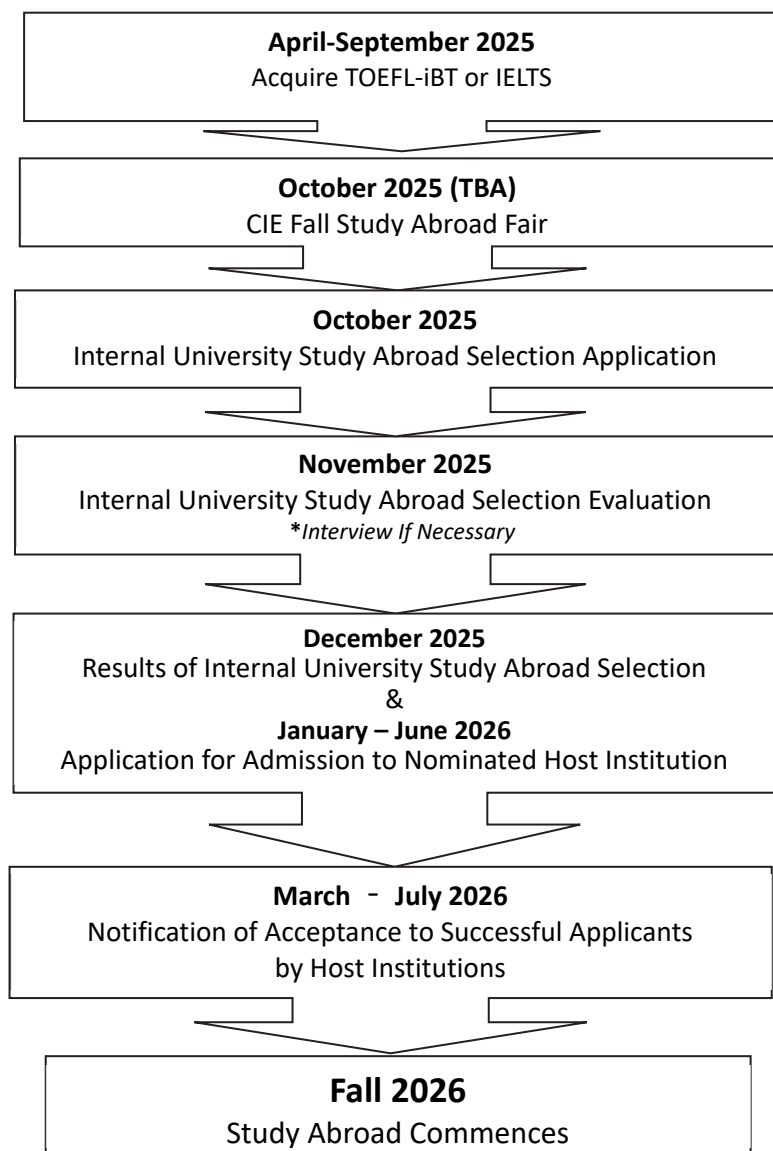 April-September 2025
Acquire TOEFL-iBT or IELTS
October 2025 (TBA)
CIE Fall Study Abroad Fair
October 2025
Internal University Study Abroad Selection Application
November 2025
Internal University Study Abroad Selection Evaluation
*Interview If Necessary
December 2025
Results of Internal University Study Abroad Selection
&
January – June 2026
Application for Admission to Nominated Host Institution
March - July 2026
Notification of Acceptance to Successful Applicants
by Host Institutions
Fall 2026
Study Abroad Commences